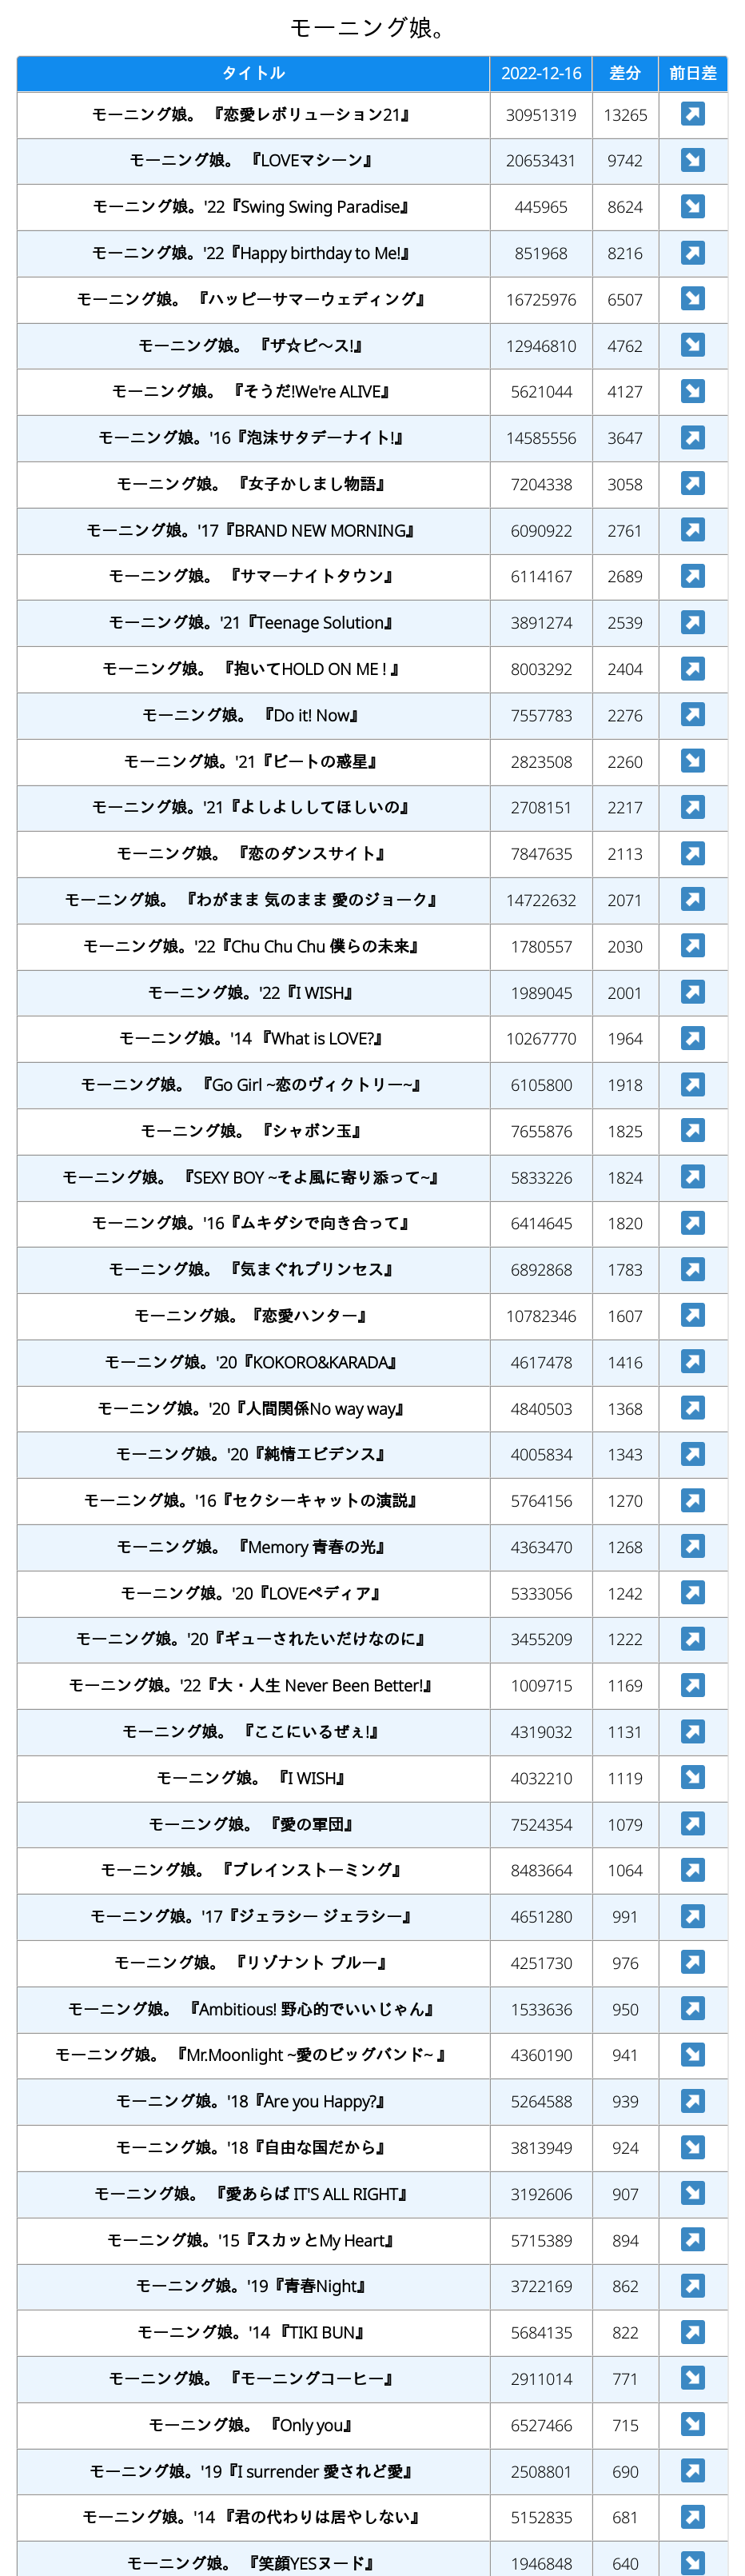 モーニング娘。
タイトル 2022-12-16 差分 前日差
モーニング娘。 『恋愛レボリューション21』 30951319 13265
モーニング娘。 『LOVEマシーン』 20653431 9742
モーニング娘。'22『Swing Swing Paradise』 445965 8624
モーニング娘。'22『Happy birthday to Me!』 851968 8216
モーニング娘。 『ハッピーサマーウェディング』 16725976 6507
モーニング娘。 『ザ☆ピ〜ス!』 12946810 4762
モーニング娘。 『そうだ!We're ALIVE』 5621044 4127
モーニング娘。'16『泡沫サタデーナイト!』 14585556 3647
モーニング娘。 『女子かしまし物語』 7204338 3058
モーニング娘。'17『BRAND NEW MORNING』 6090922 2761
モーニング娘。 『サマーナイトタウン』 6114167 2689
モーニング娘。'21『Teenage Solution』 3891274 2539
モーニング娘。 『抱いてHOLD ON ME ! 』 8003292 2404
モーニング娘。 『Do it! Now』 7557783 2276
モーニング娘。'21『ビートの惑星』 2823508 2260
モーニング娘。'21『よしよししてほしいの』 2708151 2217
モーニング娘。 『恋のダンスサイト』 7847635 2113
モーニング娘。 『わがまま 気のまま 愛のジョーク』 14722632 2071
モーニング娘。'22『Chu Chu Chu 僕らの未来』 1780557 2030
モーニング娘。'22『I WISH』 1989045 2001
モーニング娘。'14 『What is LOVE?』 10267770 1964
モーニング娘。 『Go Girl ~恋のヴィクトリー~』 6105800 1918
モーニング娘。 『シャボン玉』 7655876 1825
モーニング娘。 『SEXY BOY ~そよ風に寄り添って~』 5833226 1824
モーニング娘。'16『ムキダシで向き合って』 6414645 1820
モーニング娘。 『気まぐれプリンセス』 6892868 1783
モーニング娘。『恋愛ハンター』 10782346 1607
モーニング娘。'20『KOKORO&KARADA』 4617478 1416
モーニング娘。'20『人間関係No way way』 4840503 1368
モーニング娘。'20『純情エビデンス』 4005834 1343
モーニング娘。'16『セクシーキャットの演説』 5764156 1270
モーニング娘。 『Memory 青春の光』 4363470 1268
モーニング娘。'20『LOVEペディア』 5333056 1242
モーニング娘。'20『ギューされたいだけなのに』 3455209 1222
モーニング娘。'22『大・人生 Never Been Better!』 1009715 1169
モーニング娘。 『ここにいるぜぇ!』 4319032 1131
モーニング娘。 『I WISH』 4032210 1119
モーニング娘。 『愛の軍団』 7524354 1079
モーニング娘。 『ブレインストーミング』 8483664 1064
モーニング娘。'17『ジェラシー ジェラシー』 4651280 991
モーニング娘。 『リゾナント ブルー』 4251730 976
モーニング娘。 『Ambitious! 野心的でいいじゃん』 1533636 950
モーニング娘。 『Mr.Moonlight ~愛のビッグバンド~ 』 4360190 941
モーニング娘。'18『Are you Happy?』 5264588 939
モーニング娘。'18『自由な国だから』 3813949 924
モーニング娘。 『愛あらば IT'S ALL RIGHT』 3192606 907
モーニング娘。'15『スカッとMy Heart』 5715389 894
モーニング娘。'19『青春Night』 3722169 862
モーニング娘。'14 『TIKI BUN』 5684135 822
モーニング娘。 『モーニングコーヒー』 2911014 771
モーニング娘。 『Only you』 6527466 715
モーニング娘。'19『I surrender 愛されど愛』 2508801 690
モーニング娘。'14 『君の代わりは居やしない』 5152835 681
モーニング娘。 『笑顔YESヌード』 1946848 640